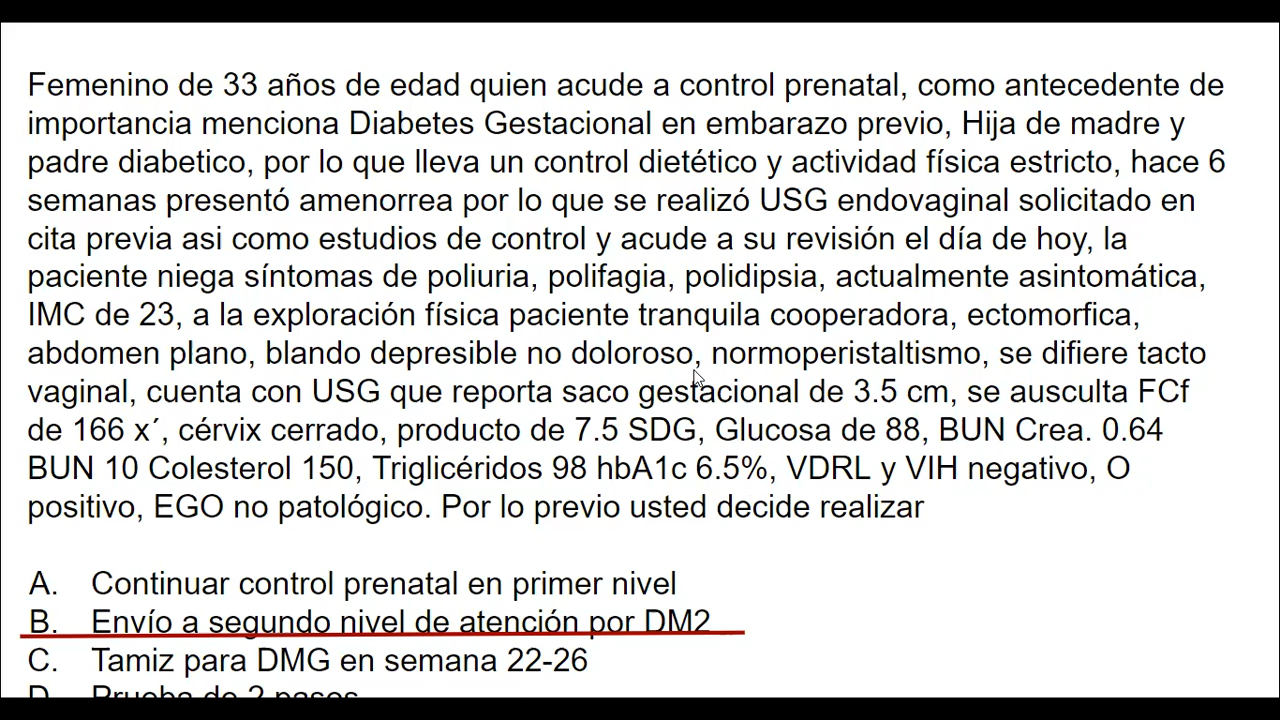 Femenino de 33 años de edad quien acude a control prenatal, como antecedente de
importancia menciona Diabetes Gestacional en embarazo previo, Hija de madre y
padre diabetico, por lo que lleva un control dietético y actividad física estricto, hace 6
semanas presentó amenorrea por lo que se realizó USG endovaginal solicitado en
cita previa asi como estudios de control y acude a su revisión el día de hoy, la
paciente niega síntomas de poliuria, polifagia, polidipsia, actualmente asintomática,
IMC de 23, a la exploración física paciente tranquila cooperadora, ectomorfica,
abdomen plano, blando depresible no doloroso, normoperistaltismo, se difiere tacto
vaginal, cuenta con USG que reporta saco gestacional de 3.5 cm, se ausculta FCf
de 166 x´, cérvix cerrado, producto de 7.5 SDG, Glucosa de 88, BUN Crea. 0.64
BUN 10 Colesterol 150, Triglicéridos 98 hbA1c 6.5%, VDRL y VIH negativo, O
positivo, EGO no patológico. Por lo previo usted decide realizar
A. Continuar control prenatal en primer nivel
B. Envío a segundo nivel de atención por DM2
C. Tamiz para DMG en semana 22-26
D. Prueba de 2 pasos